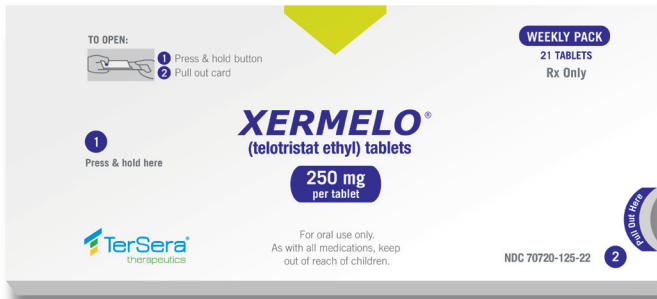 TO OPEN:
1 Press & hold button
2 Pull out card
WEEKLY PACK
21 TABLETS
Rx Only
XERMELO®
(telotristat ethyl) tablets
250 mg
per tablet
1
Press & hold here
TerSera®
therapeutics
For oral use only.
As with all medications, keep
out of reach of children.
NDC 70720-125-22
2
Pull Out Here